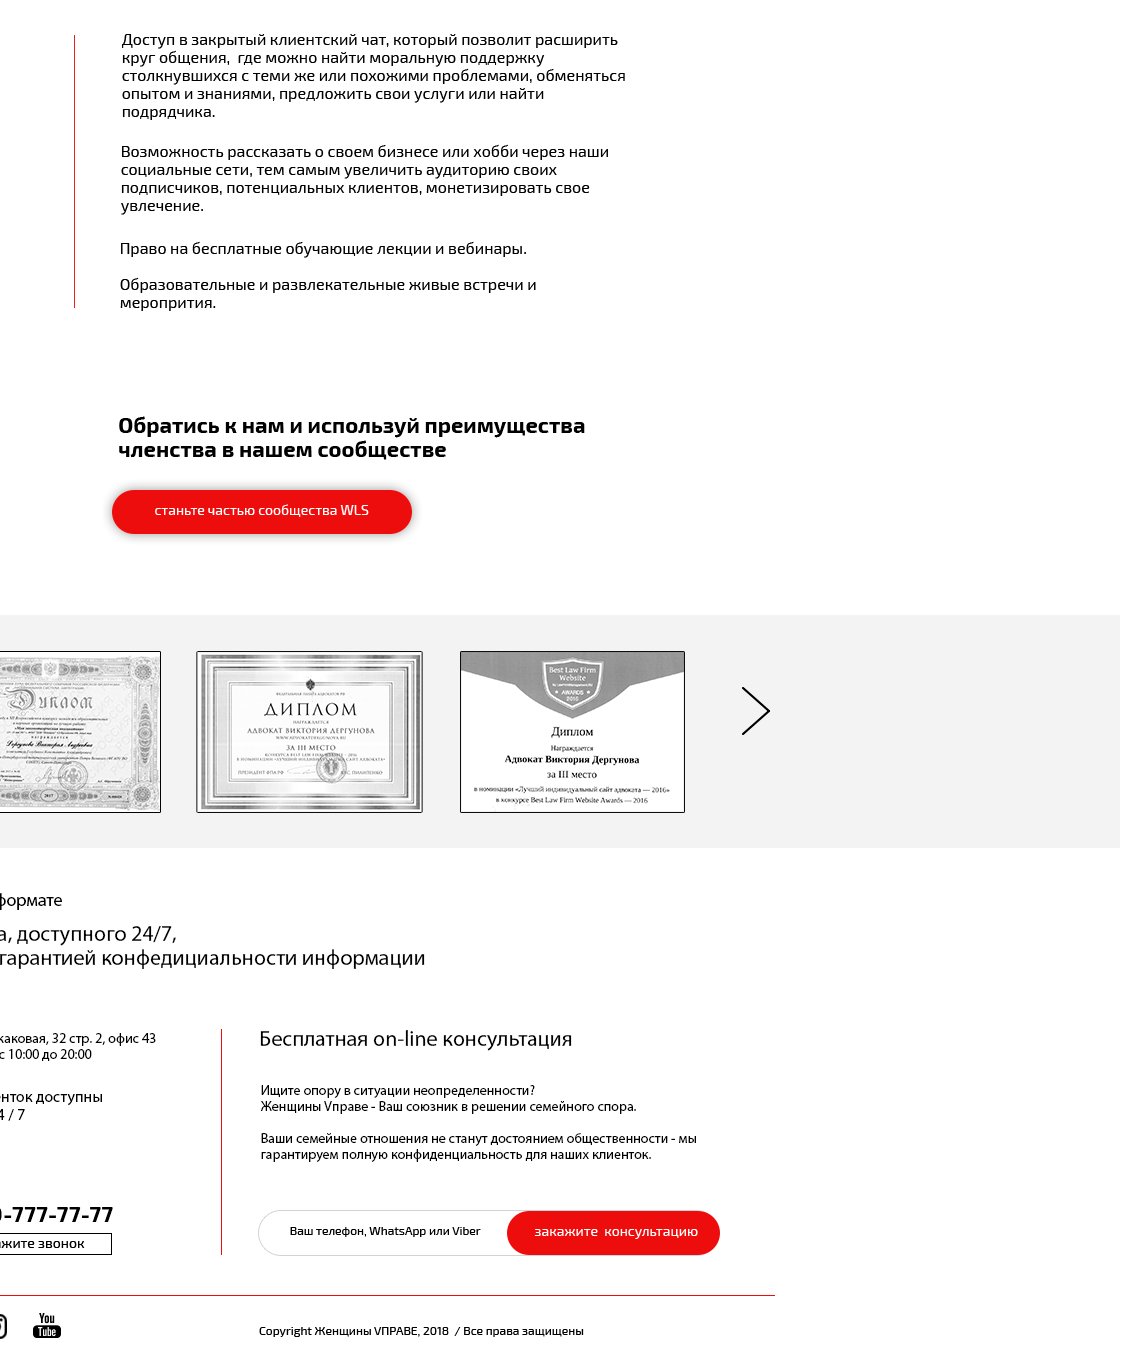 Доступ в закрытый клиентский чат, который позволит расширить
круг общения, где можно найти моральную поддержку
столкнувшихся с теми же или похожими проблемами, обменяться
опытом и знаниями, предложить свои услуги или найти
подрядчика.
Возможность рассказать о своем бизнесе или хобби через наши
социальные сети, тем самым увеличить аудиторию своих
подписчиков, потенциальных клиентов, монетизировать свое
увлечение.
Право на бесплатные обучающие лекции и вебинары.
Образовательные и развлекательные живые встречи и
меропрития.
Обратись к нам и используй преимущества
членства в нашем сообществе
станьте частью сообщества WLS
Диплом
ДИПЛОМ
НАГРАЖДАЕТСЯ
АДВОКАТ ВИКТОРИЯ ДЕРГУНОВА
ЗА III МЕСТО
Best Law Firm
Website
AWARDS
2016
Диплом
Награждается
Адвокат Виктория Дергунова
за III место
в номинации «Лучший индивидуальный сайт адвоката — 2016»
в конкурсе Best Law Firm Website Awards — 2016
формате
а, доступного 24/7,
гарантией конфедициальности информации
каковая, 32 стр. 2, офис 43
с 10:00 до 20:00
енток доступны
4 / 7
0-777-77-77
жите звонок
Бесплатная on-line консультация
Ищите опору в ситуации неопределенности?
Женщины Vправе - Ваш союзник в решении семейного спора.
Ваши семейные отношения не станут достоянием общественности - мы
гарантируем полную конфиденциальность для наших клиенток.
Ваш телефон, WhatsApp или Viber
закажите консультацию
You
Tube
Copyright Женщины VПРАВЕ, 2018 / Все права защищены